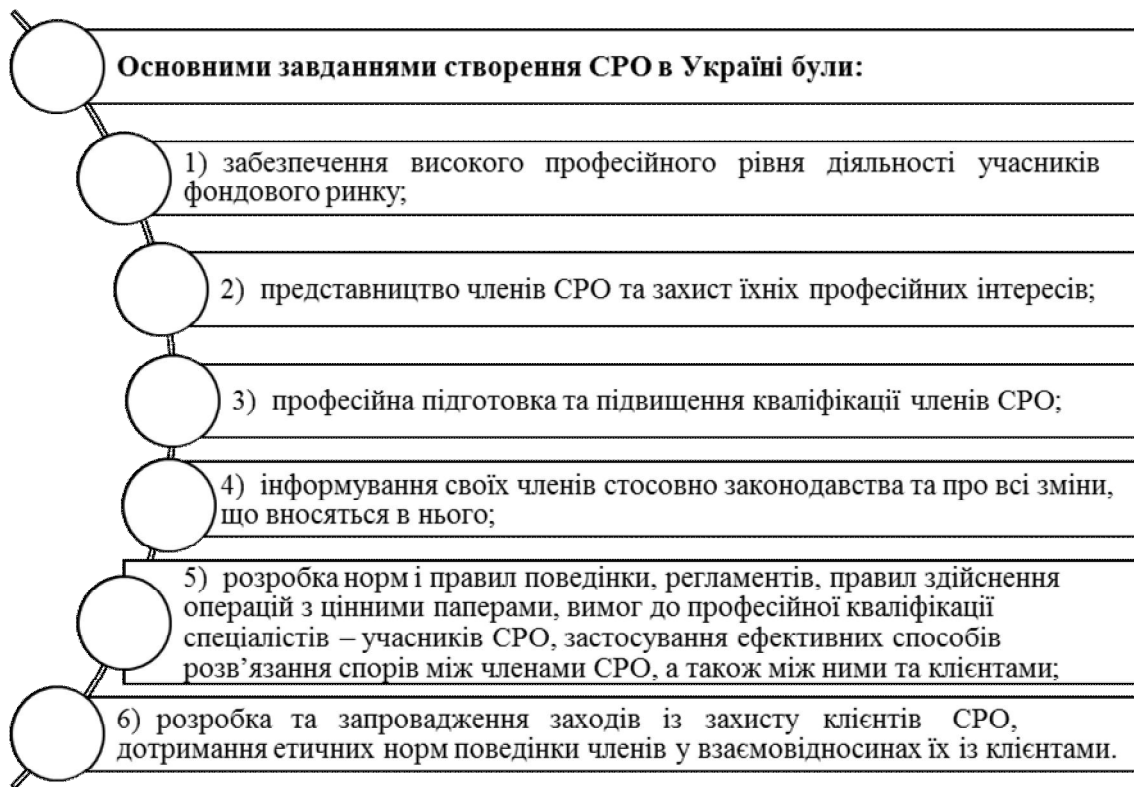 Основними завданнями створення СРО в Україні були:
1) забезпечення високого професійного рівня діяльності учасників
фондового ринку;
2) представництво членів СРО та захист їхніх професійних інтересів;
3) професійна підготовка та підвищення кваліфікації членів СРО;
4) інформування своїх членів стосовно законодавства та про всі зміни,
що вносяться в нього;
5) розробка норм і правил поведінки, регламентів, правил здійснення
операцій з цінними паперами, вимог до професійної кваліфікації
спеціалістів – учасників СРО, застосування ефективних способів
розв’язання спорів між членами СРО, а також між ними та клієнтами;
6) розробка та запровадження заходів із захисту клієнтів СРО,
дотримання етичних норм поведінки членів у взаємовідносинах їх із клієнтами.